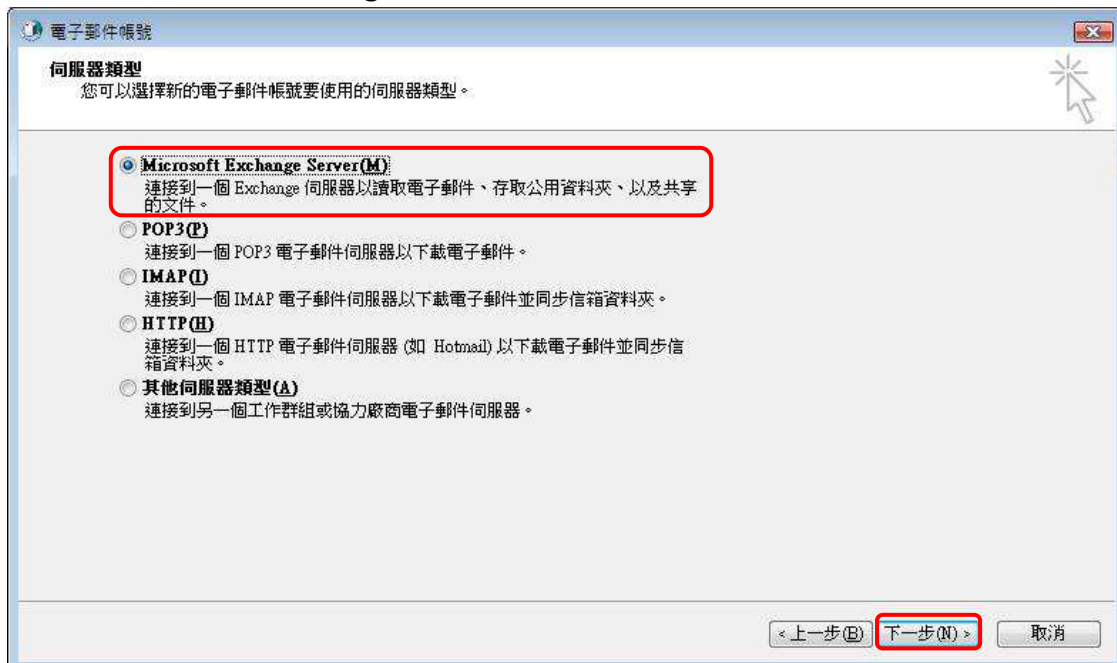 電子郵件帳號
伺服器類型
您可以選擇新的電子郵件帳號要使用的伺服器類型。
Microsoft Exchange Server(M)
連接到一個 Exchange 伺服器以讀取電子郵件、存取公用資料夾、以及共享
的文件。
POP3(P)
連接到一個 POP3 電子郵件伺服器以下載電子郵件。
IMAP(I)
連接到一個 IMAP 電子郵件伺服器以下載電子郵件並同步信箱資料夾。
HTTP(H)
連接到一個 HTTP 電子郵件伺服器 (如 Hotmail) 以下載電子郵件並同步信
箱資料夾。
其他伺服器類型(A)
連接到另一個工作群組或協力廠商電子郵件伺服器。
<上一步(B) 下一步(N)> 取消